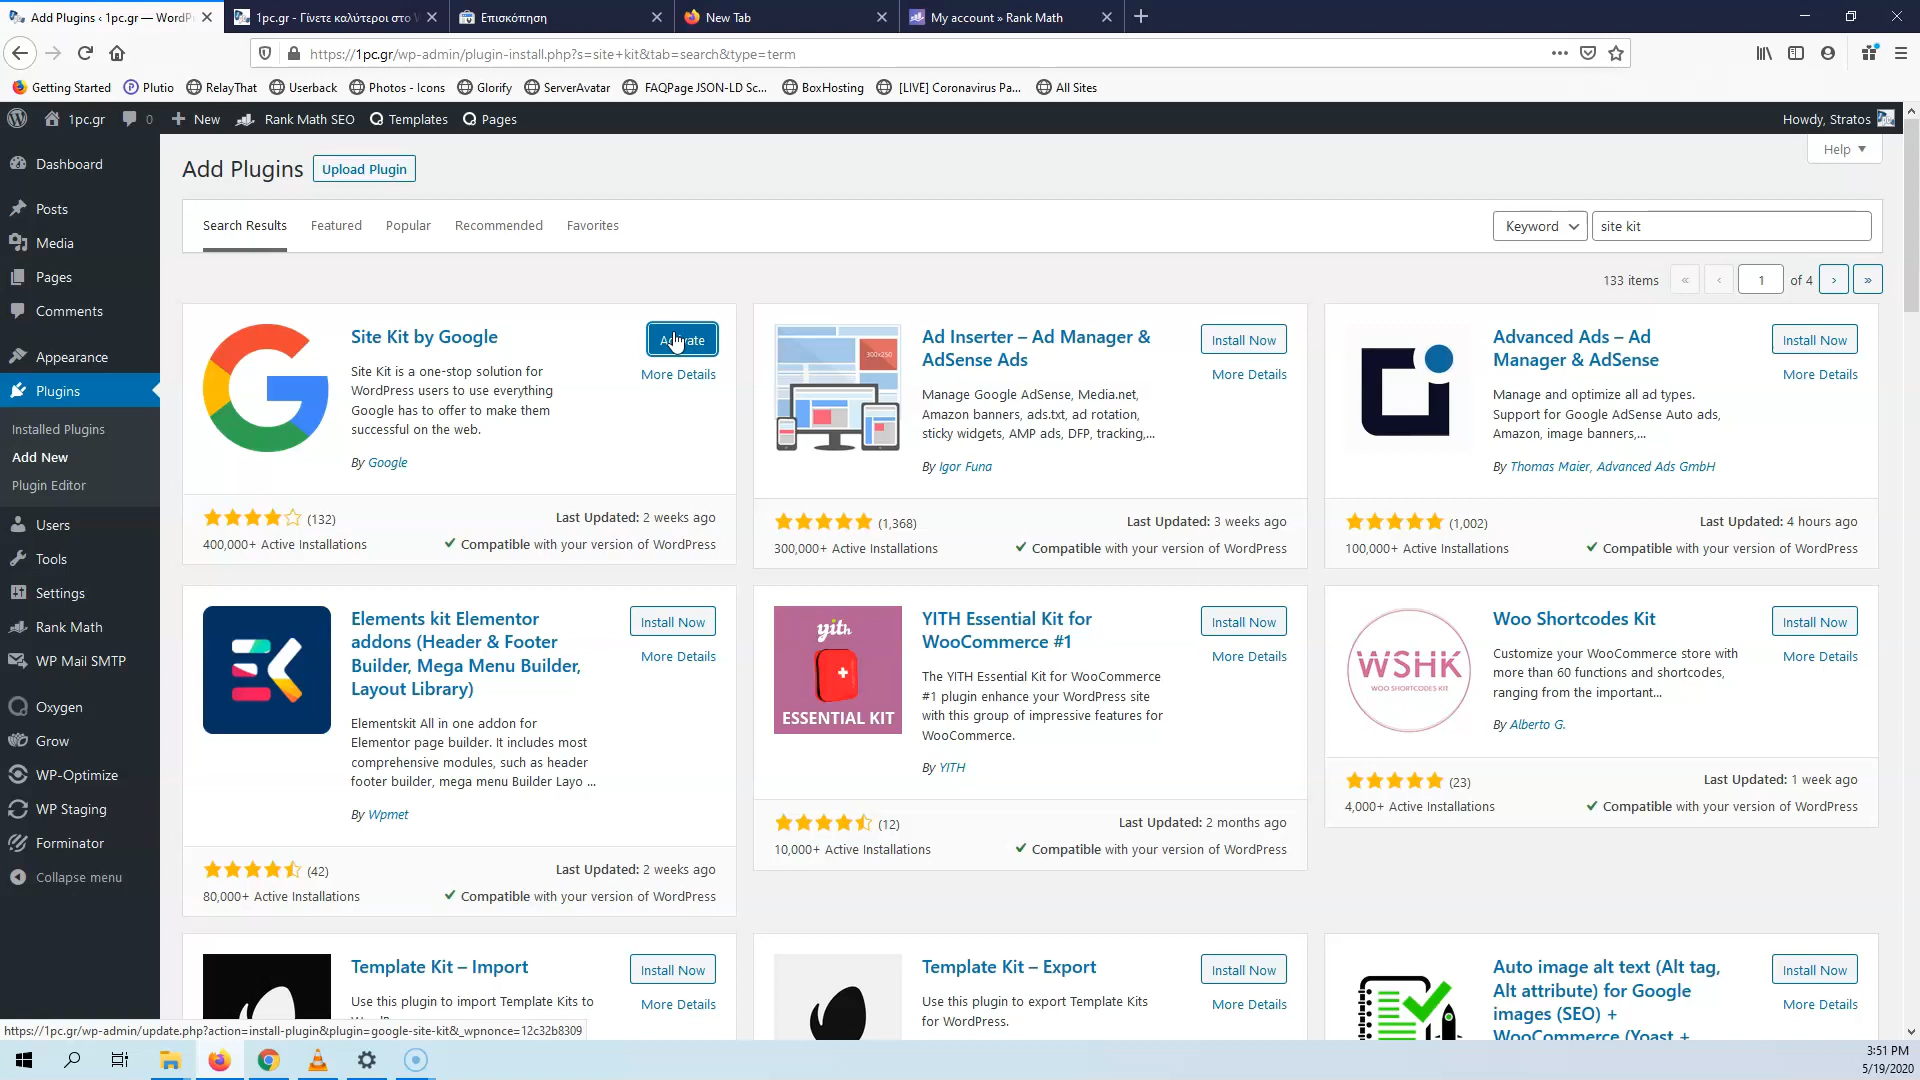 Add Plugins ‹ 1pc.gr — WordPr
1pc.gr - Γίνετε καλύτεροι στο W
Επισκόπηση
New Tab
My account » Rank Math
https://1pc.gr/wp-admin/plugin-install.php?s=site+kit&tab=search&type=term
Getting Started
Plutio
RelayThat
Userback
Photos - Icons
Glorify
ServerAvatar
FAQPage JSON-LD Sc...
BoxHosting
[LIVE] Coronavirus Pa...
All Sites
1pc.gr
0
New
Rank Math SEO
Templates
Pages
Howdy, Stratos
Dashboard
Posts
Media
Pages
Comments
Appearance
Plugins
Installed Plugins
Add New
Plugin Editor
Users
Tools
Settings
Rank Math
WP Mail SMTP
Oxygen
Grow
WP-Optimize
WP Staging
Forminator
Collapse menu
Help
Add Plugins
Upload Plugin
Search Results
Featured
Popular
Recommended
Favorites
Keyword
site kit
133 items
«
‹
1
of 4
›
»
Site Kit by Google
Activate
More Details
Site Kit is a one-stop solution for
WordPress users to use everything
Google has to offer to make them
successful on the web.
By Google
(132)
400,000+ Active Installations
Last Updated: 2 weeks ago
Compatible with your version of WordPress
300x250
Ad Inserter – Ad Manager &
AdSense Ads
Install Now
More Details
Manage Google AdSense, Media.net,
Amazon banners, ads.txt, ad rotation,
sticky widgets, AMP ads, DFP, tracking,...
By Igor Funa
(1,368)
300,000+ Active Installations
Last Updated: 3 weeks ago
Compatible with your version of WordPress
Advanced Ads – Ad
Manager & AdSense
Install Now
More Details
Manage and optimize all ad types.
Support for Google AdSense Auto ads,
Amazon, image banners,...
By Thomas Maier, Advanced Ads GmbH
(1,002)
100,000+ Active Installations
Last Updated: 4 hours ago
Compatible with your version of WordPress
Elements kit Elementor
addons (Header & Footer
Builder, Mega Menu Builder,
Layout Library)
Install Now
More Details
Elementskit All in one addon for
Elementor page builder. It includes most
comprehensive modules, such as header
footer builder, mega menu Builder Layo ...
By Wpmet
(42)
80,000+ Active Installations
Last Updated: 2 weeks ago
Compatible with your version of WordPress
yith
ESSENTIAL KIT
YITH Essential Kit for
WooCommerce #1
Install Now
More Details
The YITH Essential Kit for WooCommerce
#1 plugin enhance your WordPress site
with this group of impressive features for
WooCommerce.
By YITH
(12)
10,000+ Active Installations
Last Updated: 2 months ago
Compatible with your version of WordPress
WSHK
WOO SHORTCODES KIT
Woo Shortcodes Kit
Install Now
More Details
Customize your WooCommerce store with
more than 60 functions and shortcodes,
ranging from the important...
By Alberto G.
(23)
4,000+ Active Installations
Last Updated: 1 week ago
Compatible with your version of WordPress
Template Kit – Import
Install Now
More Details
Use this plugin to import Template Kits to
Template Kit – Export
Install Now
More Details
Use this plugin to export Template Kits
for WordPress.
Auto image alt text (Alt tag,
Alt attribute) for Google
images (SEO) +
WooCommerce (Yoast +
Install Now
More Details
https://1pc.gr/wp-admin/update.php?action=install-plugin&plugin=google-site-kit&_wpnonce=12c32b8309
3:51 PM
5/19/2020